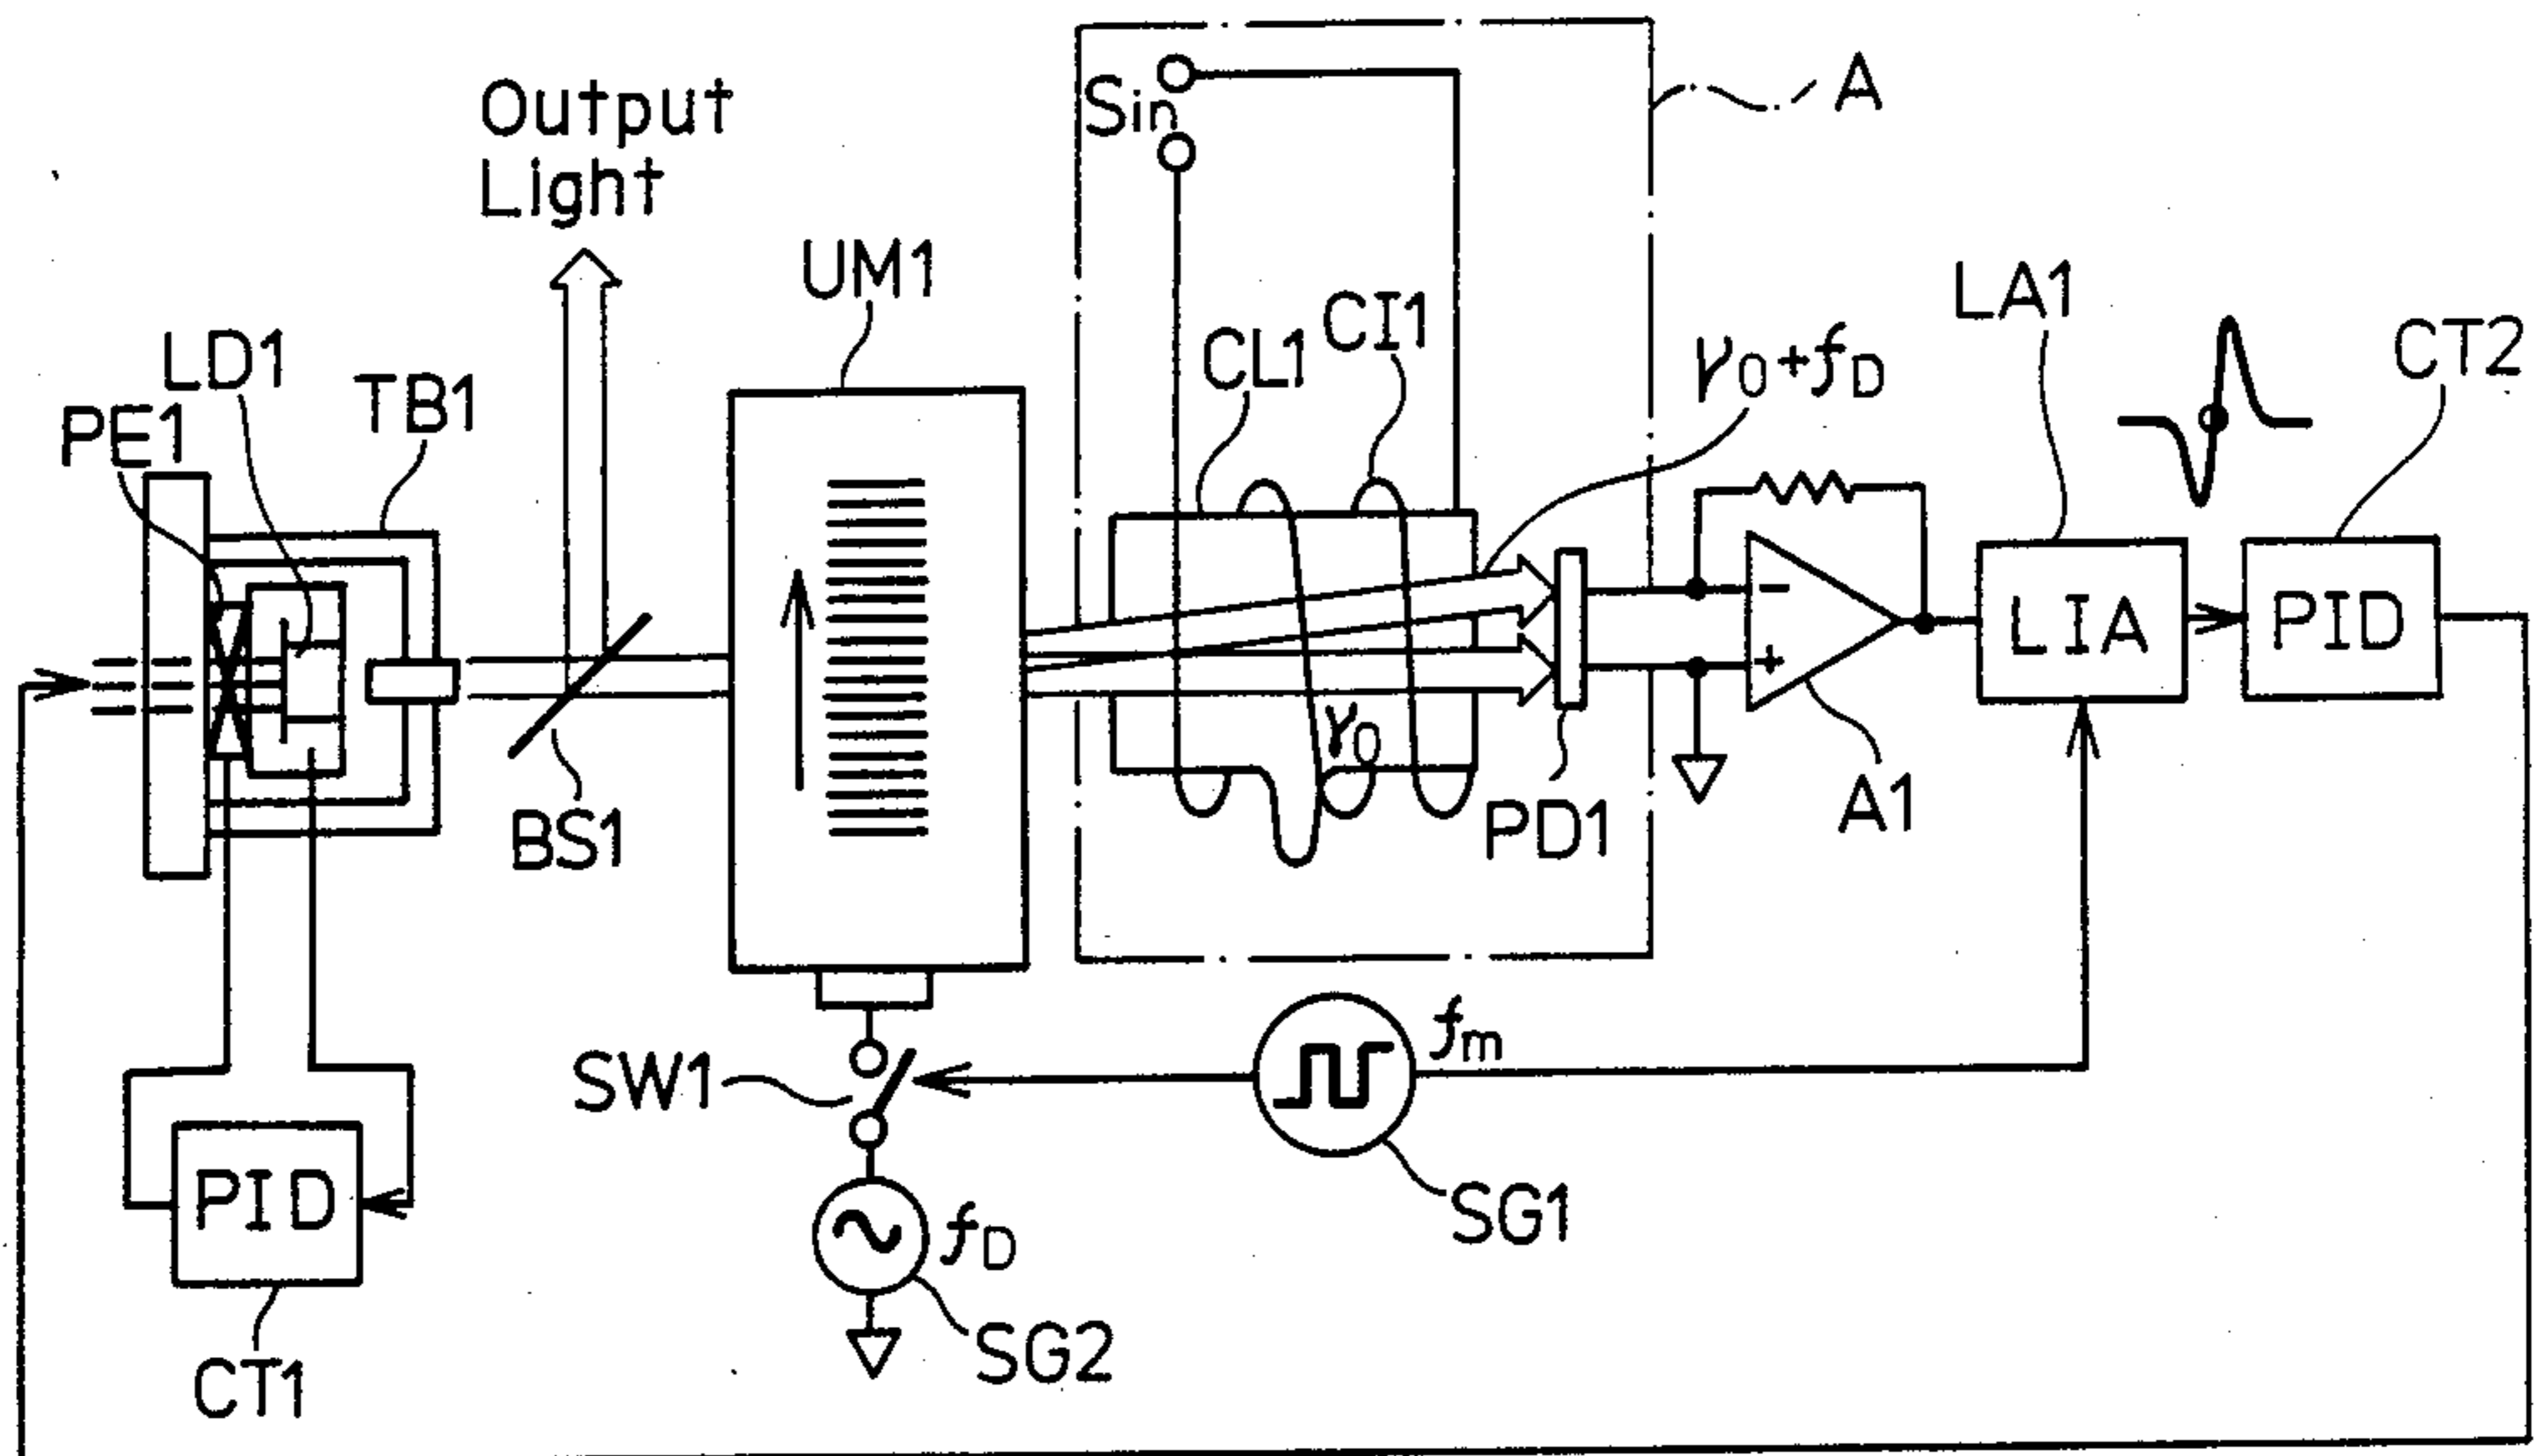 Output
Light
Sin
A
UM1
LD1
TB1
PE1
CL1
CI1
γ0+fD
LA1
CT2
LIA
PID
γ0
BS1
PD1
A1
fm
SW1
SG1
PID
fD
SG2
CT1